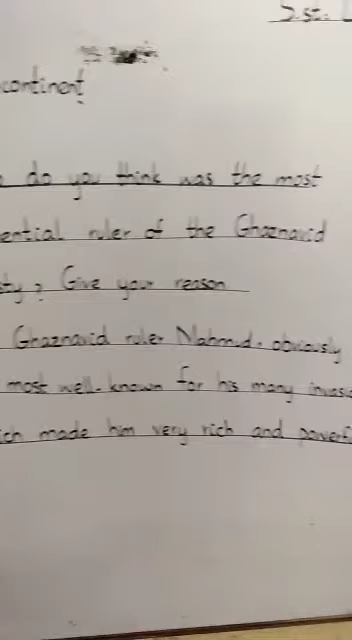 continent
do you think was the most
ential ruler of the Ghaznavid
ty? Give your reason
Ghaznavid ruler Mahmud. obviously
most well-known for his many invasi
ich made him very rich and powerf